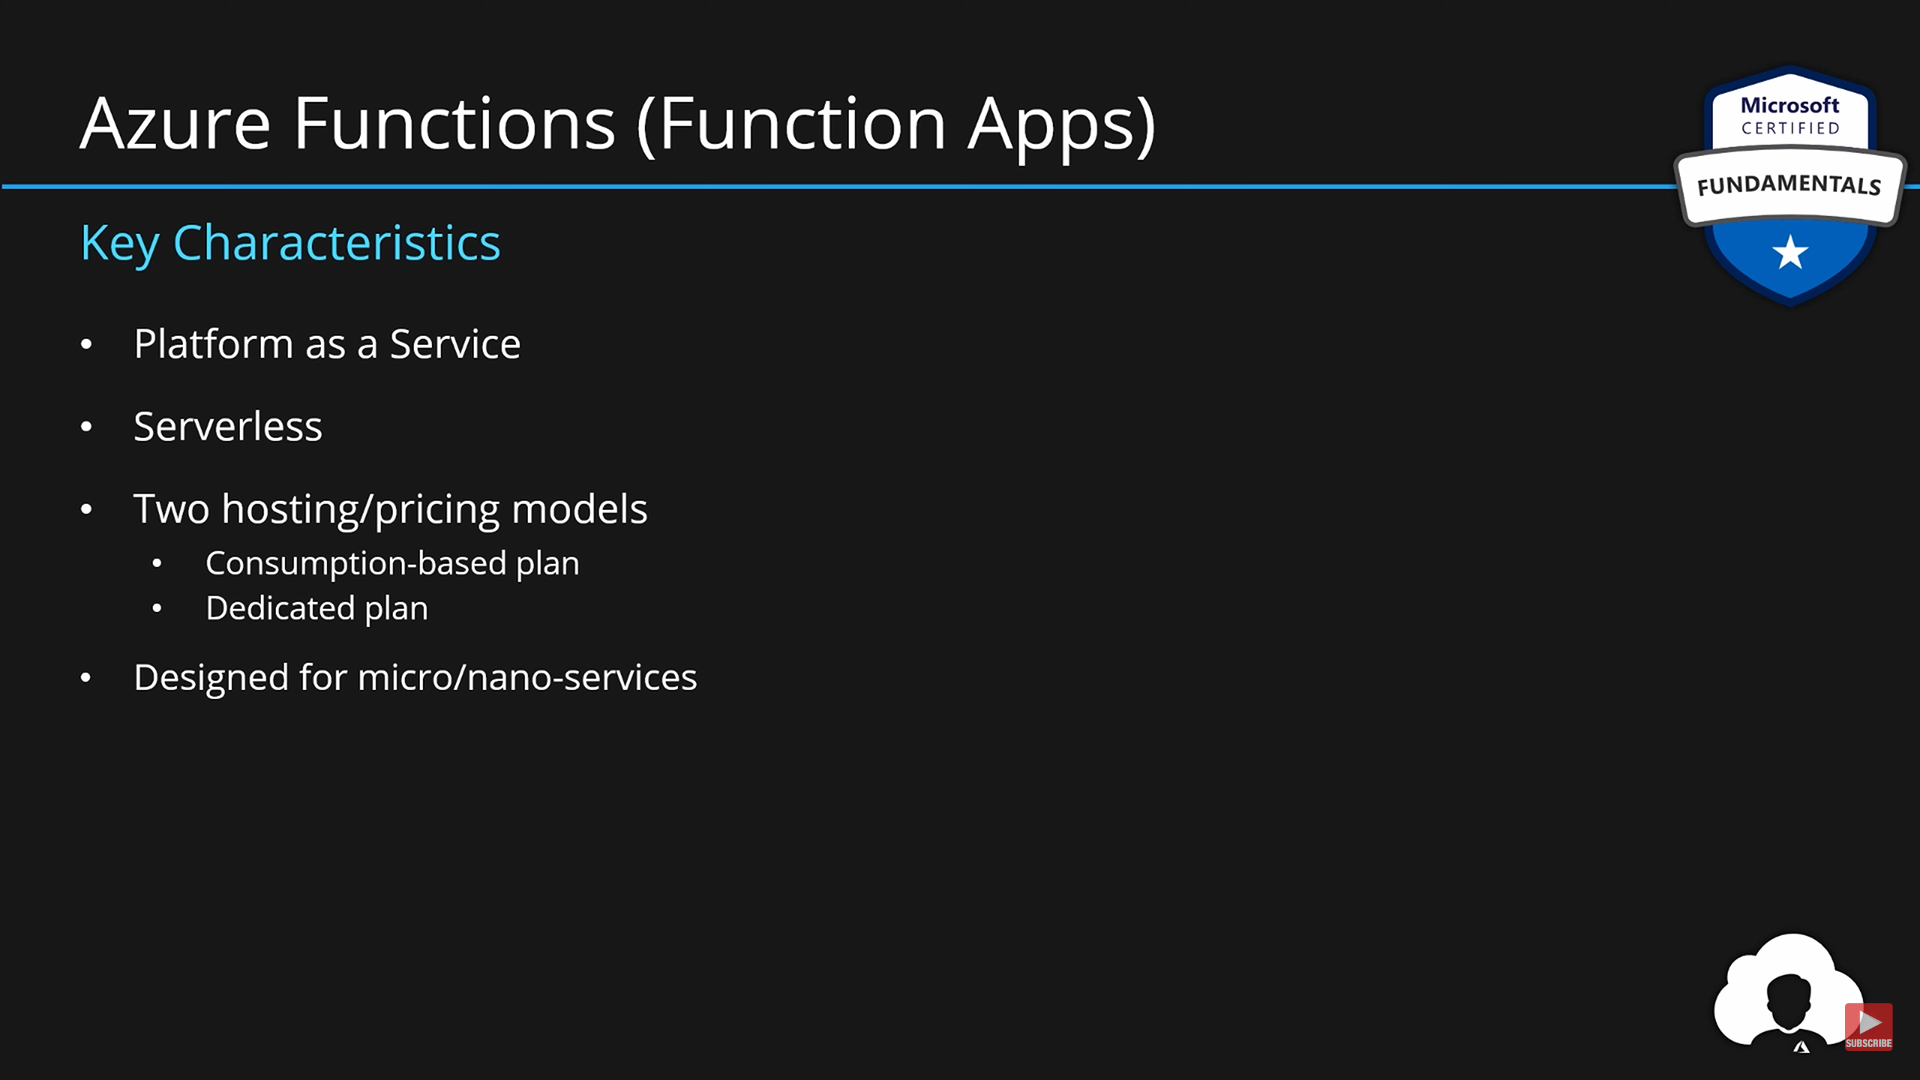 Azure Functions (Function Apps)
Microsoft
CERTIFIED
FUNDAMENTALS
Key Characteristics
• Platform as a Service
• Serverless
• Two hosting/pricing models
• Consumption-based plan
• Dedicated plan
• Designed for micro/nano-services
SUBSCRIBE